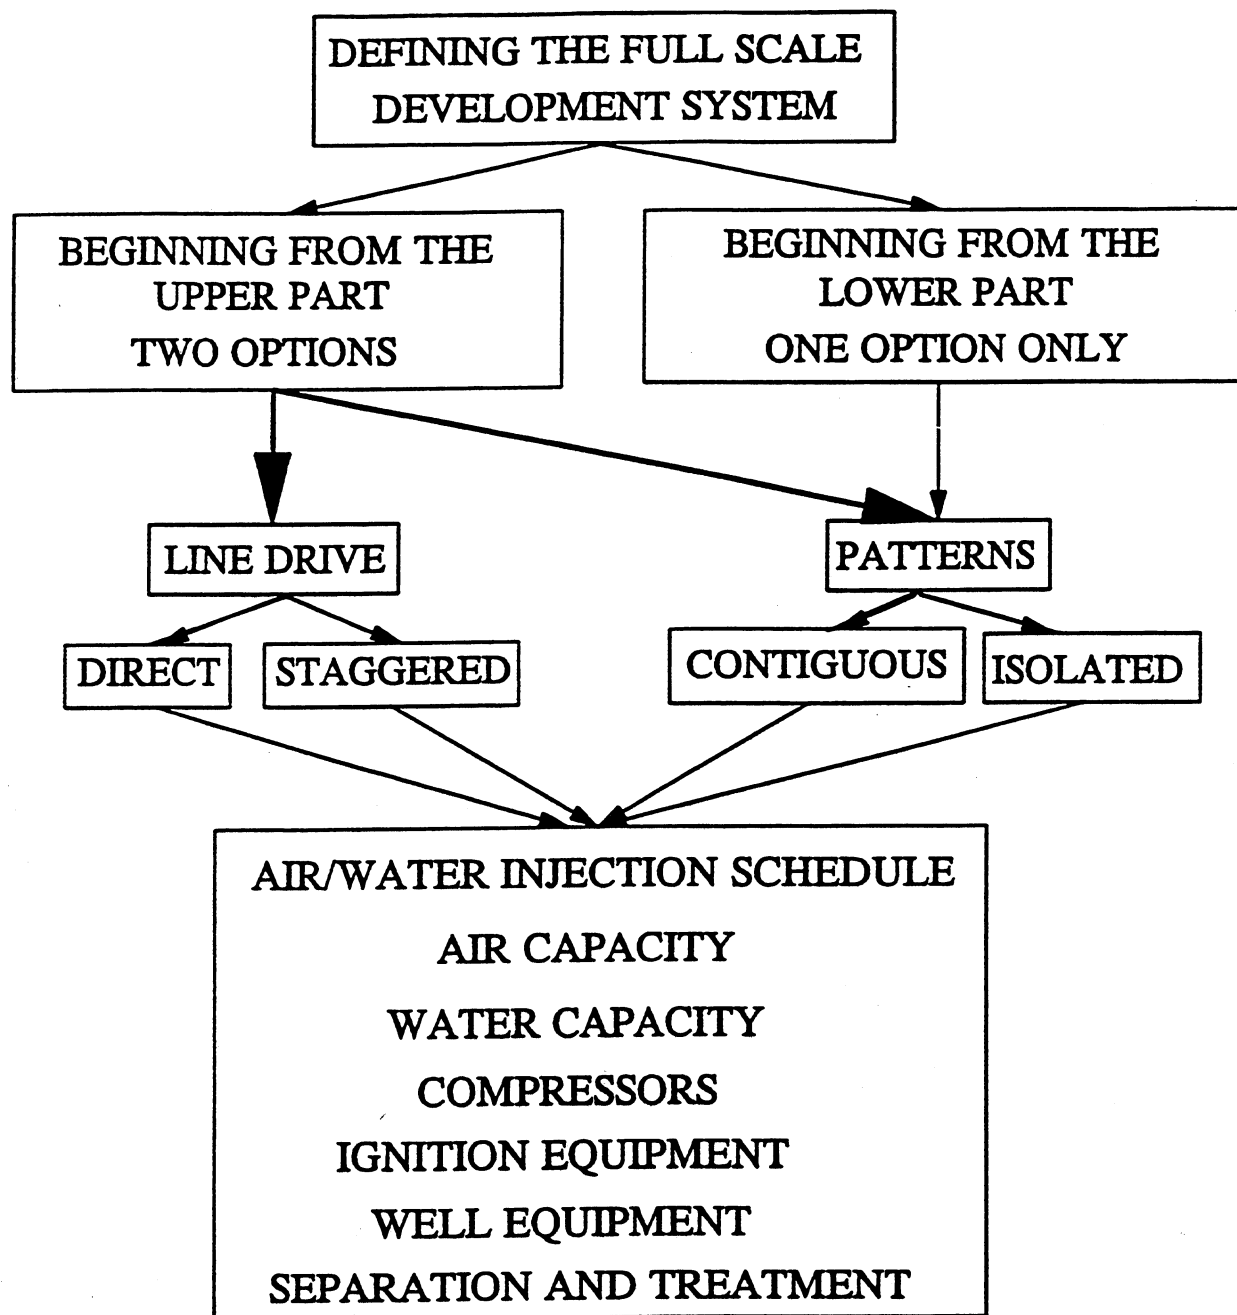 DEFINING THE FULL SCALE
DEVELOPMENT SYSTEM
BEGINNING FROM THE
UPPER PART
TWO OPTIONS
BEGINNING FROM THE
LOWER PART
ONE OPTION ONLY
LINE DRIVE
PATTERNS
DIRECT
STAGGERED
CONTIGUOUS
ISOLATED
AIR/WATER INJECTION SCHEDULE
AIR CAPACITY
WATER CAPACITY
COMPRESSORS
IGNITION EQUIPMENT
WELL EQUIPMENT
SEPARATION AND TREATMENT